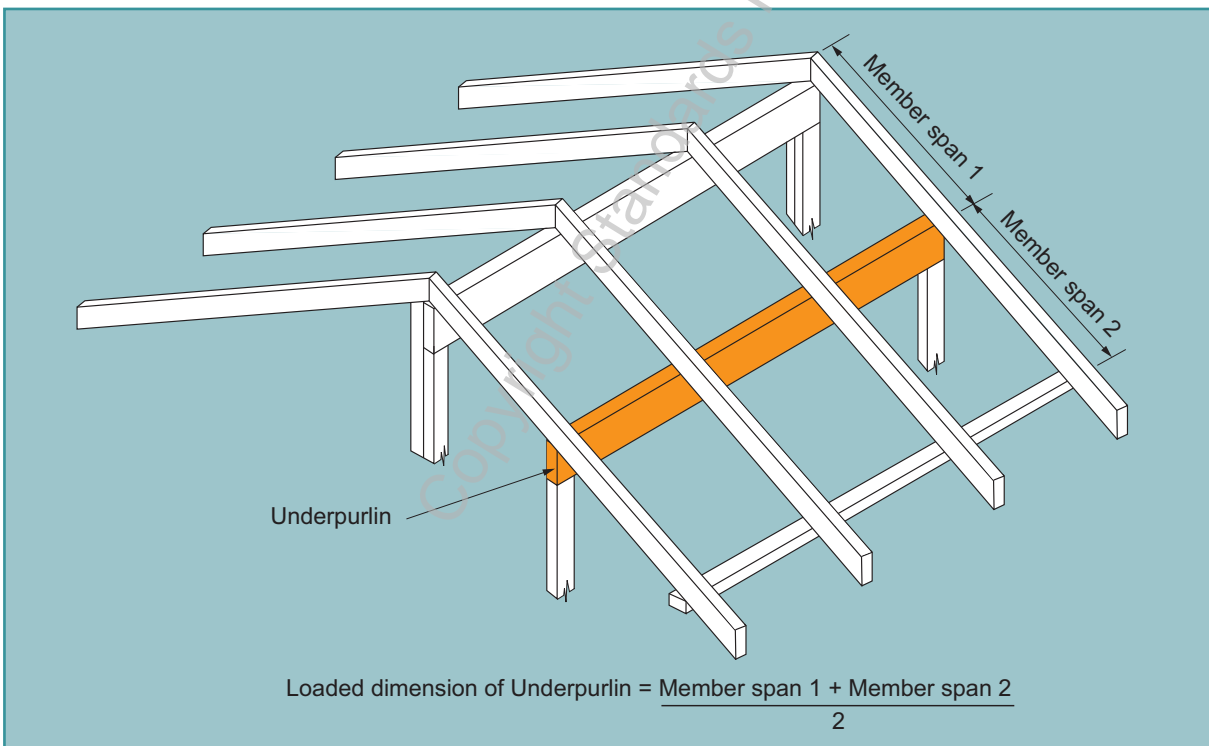 Member span 1
Member span 2
Copyright Standards
Underpurlin
Loaded dimension of Underpurlin = Member span 1 + Member span 2
2